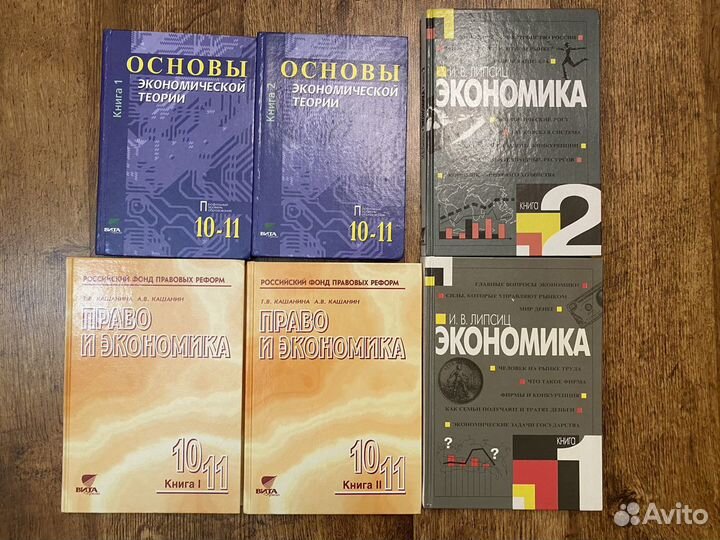 Книга 1
ОСНОВЫ
ЭКОНОМИЧЕСКОЙ
ТЕОРИИ
Профильный
уровень
образования
10-11
ВИТА
Книга 2
ОСНОВЫ
ЭКОНОМИЧЕСКОЙ
ТЕОРИИ
10-11
ВИТА
И. В. ЛИПСИЦ
ЭКОНОМИКА
КНИГА
2
РОССИЙСКИЙ ФОНД ПРАВОВЫХ РЕФОРМ
Т.В. КАШАНИНА А.В. КАШАНИН
ПРАВО
И ЭКОНОМИКА
10
11
Книга I
ВИТА
РОССИЙСКИЙ ФОНД ПРАВОВЫХ РЕФОРМ
Т.В. КАШАНИНА А.В. КАШАНИН
ПРАВО
И ЭКОНОМИКА
10
11
Книга II
ВИТА
ГЛАВНЫЕ ВОПРОСЫ ЭКОНОМИКИ
СИЛЫ, КОТОРЫЕ УПРАВЛЯЮТ РЫНКОМ
МИР ДЕНЕГ
И. В. ЛИПСИЦ
ЭКОНОМИКА
ЧЕЛОВЕК НА РЫНКЕ ТРУДА
ЧТО ТАКОЕ ФИРМА
ФИРМЫ И КОНКУРЕНЦИЯ
КАК СЕМЬИ ПОЛУЧАЮТ И ТРАТЯТ ДЕНЬГИ
ЭКОНОМИЧЕСКИЕ ЗАДАЧИ ГОСУДАРСТВА
? ?
КНИГА
1
Avito